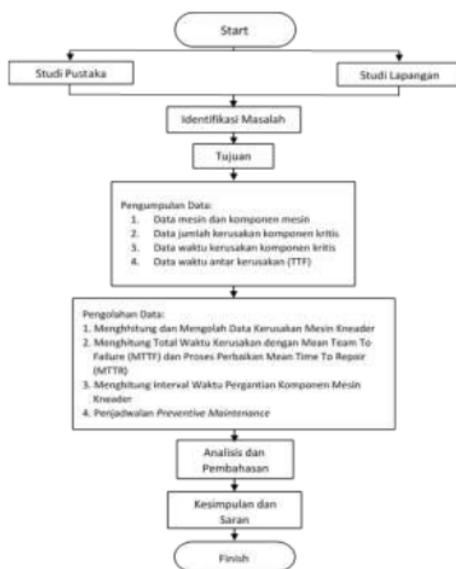 Start
Studi Pustaka
Studi Lapangan
Identifikasi Masalah
Tujuan
Pengumpulan Data:
1. Data mesin dan komponen mesin
2. Data jumlah kerusakan komponen kritis
3. Data waktu kerusakan komponen kritis
4. Data waktu antar kerusakan (TTF)
Pengolahan Data:
1. Menghhitung dan Mengolah Data Kerusakan Mesin Kneader
2. Menghitung Total Waktu Kerusakan dengan Mean Team To
Failure (MTTF) dan Proses Perbaikan Mean Time To Repair
(MTTR)
3. Menghitung Interval Waktu Pergantian Komponen Mesin
Kneader
4. Penjadwalan Preventive Maintenance
Analisis dan
Pembahasan
Kesimpulan dan
Saran
Finish